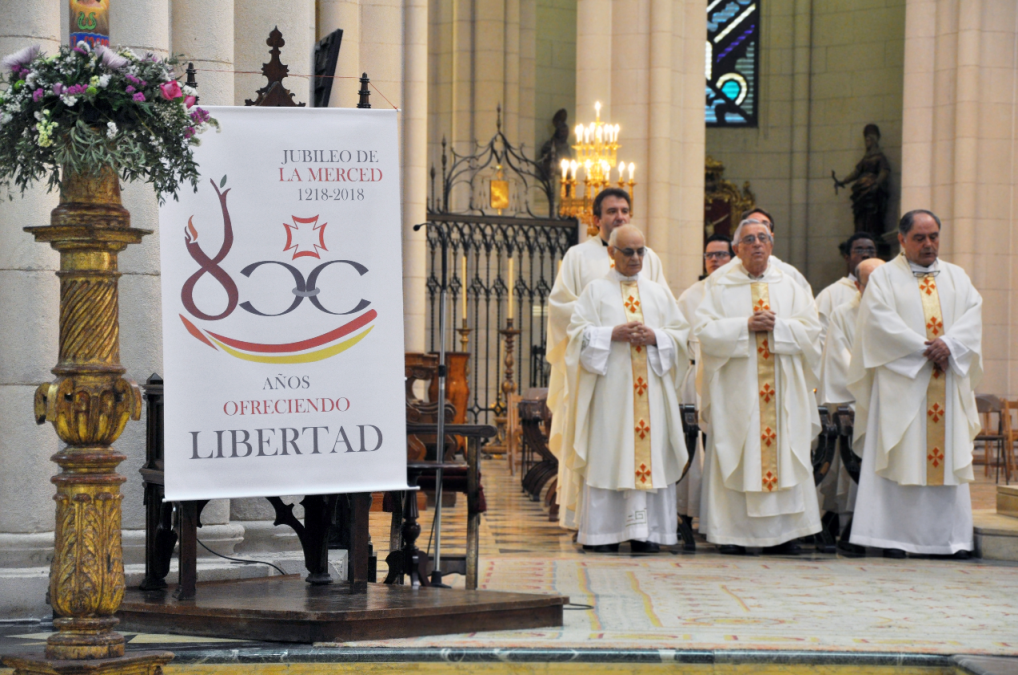 JUBILEO DE
LA MERCED
1218-2018
AÑOS
OFRECIENDO
LIBERTAD